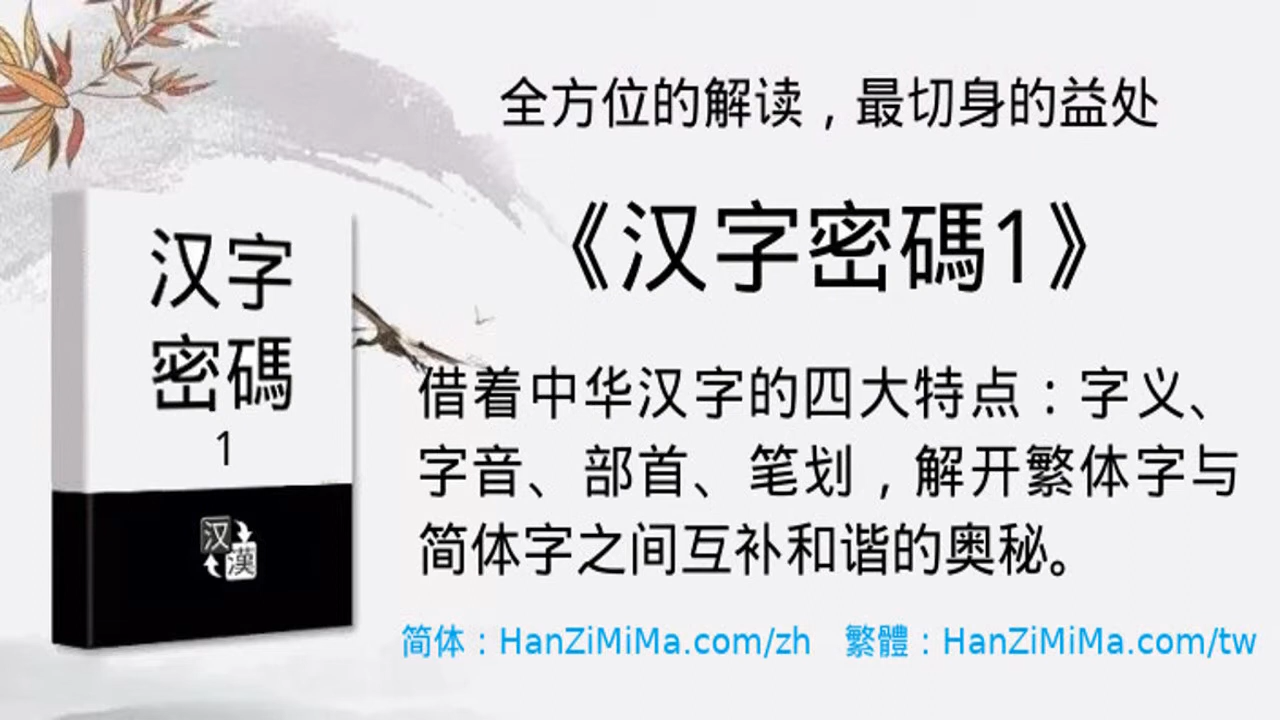 全方位的解读，最切身的益处
《汉字密碼1》
汉字
密碼
1
汉
漢
借着中华汉字的四大特点：字义、
字音、部首、笔划，解开繁体字与
简体字之间互补和谐的奥秘。
简体：HanZiMiMa.com/zh 繁體：HanZiMiMa.com/tw